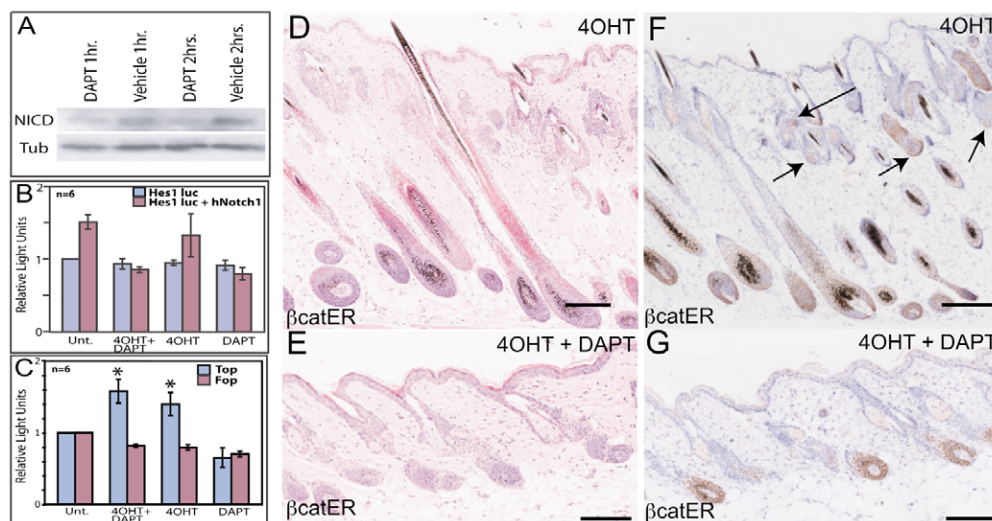 A
DAPT 1hr.
Vehicle 1hr.
DAPT 2hrs.
Vehicle 2hrs.
NICD
Tub
B
n=6
Hes1 luc
Hes1 luc + hNotch1
Relative Light Units
2
1
0
Unt.
4OHT+
DAPT
4OHT
DAPT
C
n=6
Top
Fop
Relative Light Units
2
1
0
*
*
Unt.
4OHT+
DAPT
4OHT
DAPT
D
4OHT
βcatER
E
4OHT + DAPT
βcatER
F
4OHT
βcatER
G
4OHT + DAPT
βcatER